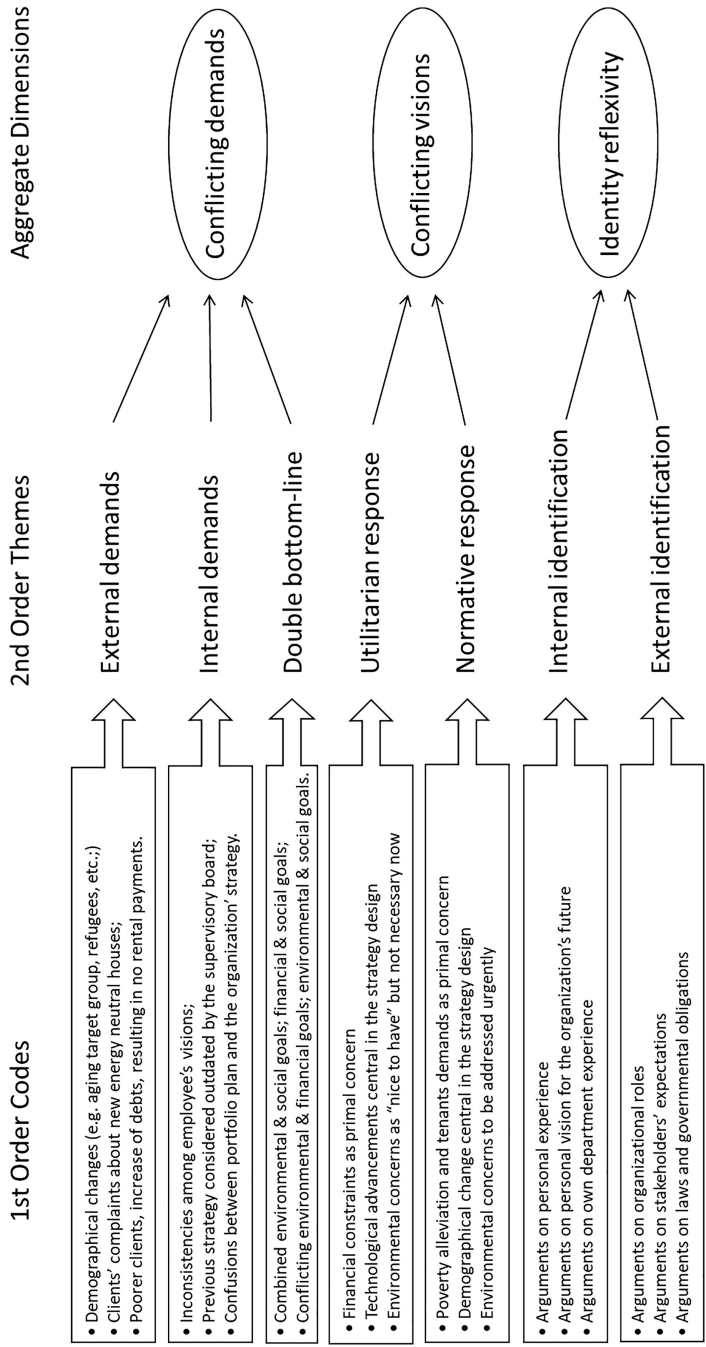 1st Order Codes
2nd Order Themes
Aggregate Dimensions
• Demographical changes (e.g. aging target group, refugees, etc.;)
• Clients' complaints about new energy neutral houses;
• Poorer clients, increase of debts, resulting in no rental payments.
External demands
• Inconsistencies among employee's visions;
• Previous strategy considered outdated by the supervisory board;
• Confusions between portfolio plan and the organization' strategy.
Internal demands
• Combined environmental & social goals; financial & social goals;
• Conflicting environmental & financial goals; environmental & social goals.
Double bottom-line
Conflicting demands
• Financial constraints as primal concern
• Technological advancements central in the strategy design
• Environmental concerns as "nice to have" but not necessary now
Utilitarian response
• Poverty alleviation and tenants demands as primal concern
• Demographical change central in the strategy design
• Environmental concerns to be addressed urgently
Normative response
Conflicting visions
• Arguments on personal experience
• Arguments on personal vision for the organization's future
• Arguments on own department experience
Internal identification
• Arguments on organizational roles
• Arguments on stakeholders' expectations
• Arguments on laws and governmental obligations
External identification
Identity reflexivity